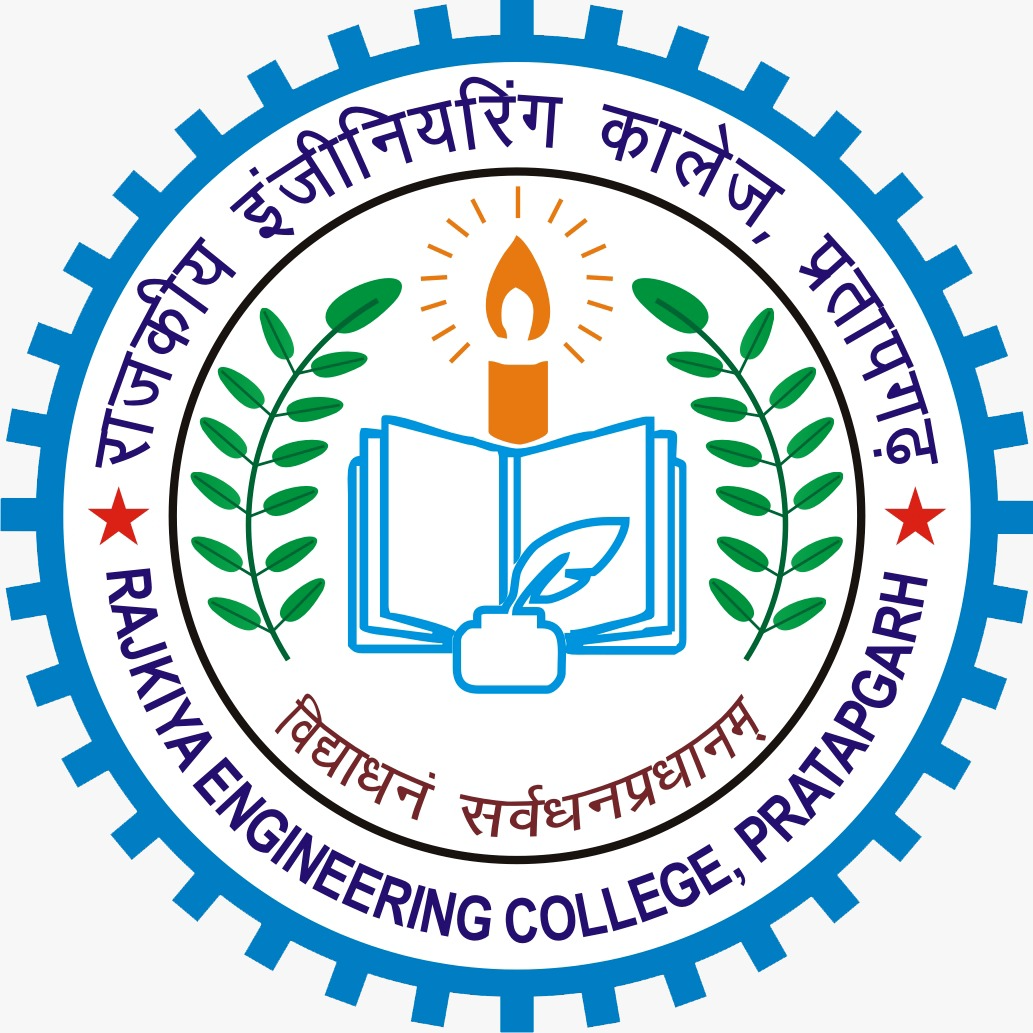 राजकीय इंजीनियरिंग कालेज, प्रतापगढ़
विद्याधनं सर्वधनप्रधानम्
RAJKIYA ENGINEERING COLLEGE, PRATAPGARH